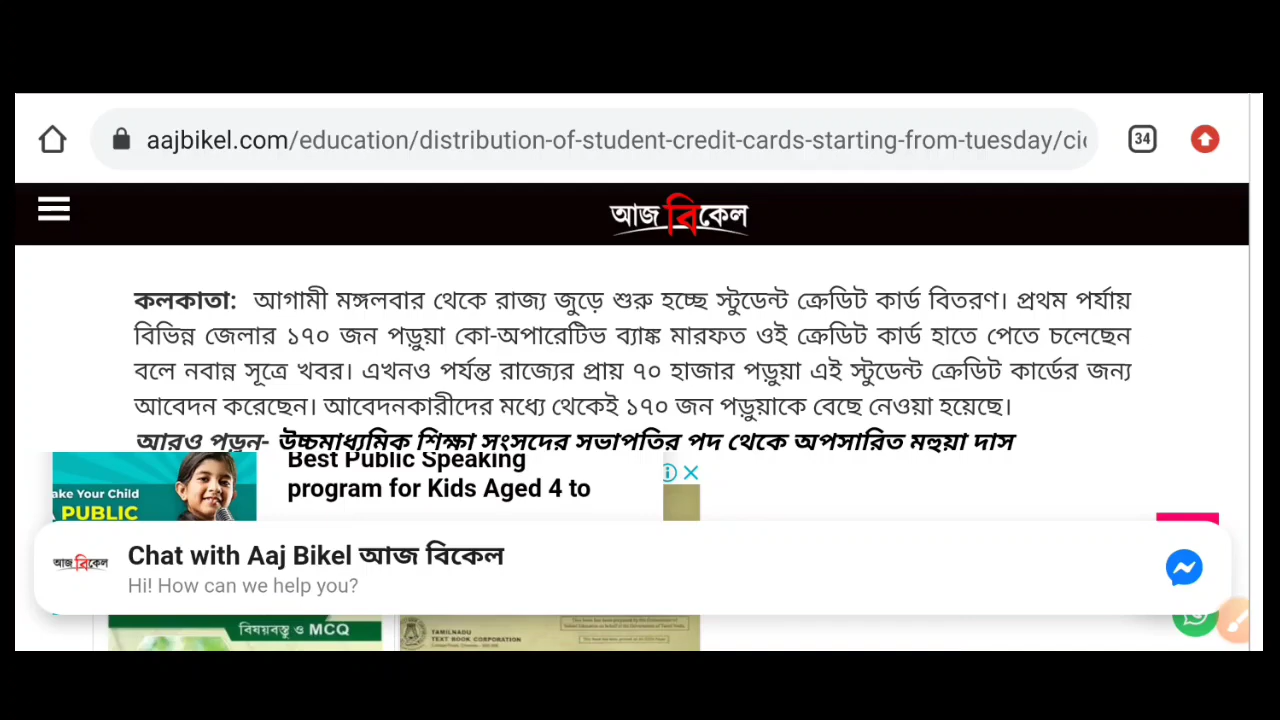 aajbikel.com/education/distribution-of-student-credit-cards-starting-from-tuesday/
34
আজ বিকেল
কলকাতা: আগামী মঙ্গলবার থেকে রাজ্য জুড়ে শুরু হচ্ছে স্টুডেন্ট ক্রেডিট কার্ড বিতরণ। প্রথম পর্যায়
বিভিন্ন জেলার ১৭০ জন পড়ুয়া কো-অপারেটিভ ব্যাঙ্ক মারফত ওই ক্রেডিট কার্ড হাতে পেতে চলেছেন
বলে নবান্ন সূত্রে খবর। এখনও পর্যন্ত রাজ্যের প্রায় ৭০ হাজার পড়ুয়া এই স্টুডেন্ট ক্রেডিট কার্ডের জন্য
আবেদন করেছেন। আবেদনকারীদের মধ্যে থেকেই ১৭০ জন পড়ুয়াকে বেছে নেওয়া হয়েছে।
আরও পড়ুন- উচ্চমাধ্যমিক শিক্ষা সংসদের সভাপতির পদ থেকে অপসারিত মহুয়া দাস
Best Public Speaking
program for Kids Aged 4 to
ake Your Child
PUBLIC
আজ বিকেল
Chat with Aaj Bikel আজ বিকেল
Hi! How can we help you?
বিষয়বস্তু ও MCQ
TAMILNADU
TEXT BOOK CORPORATION